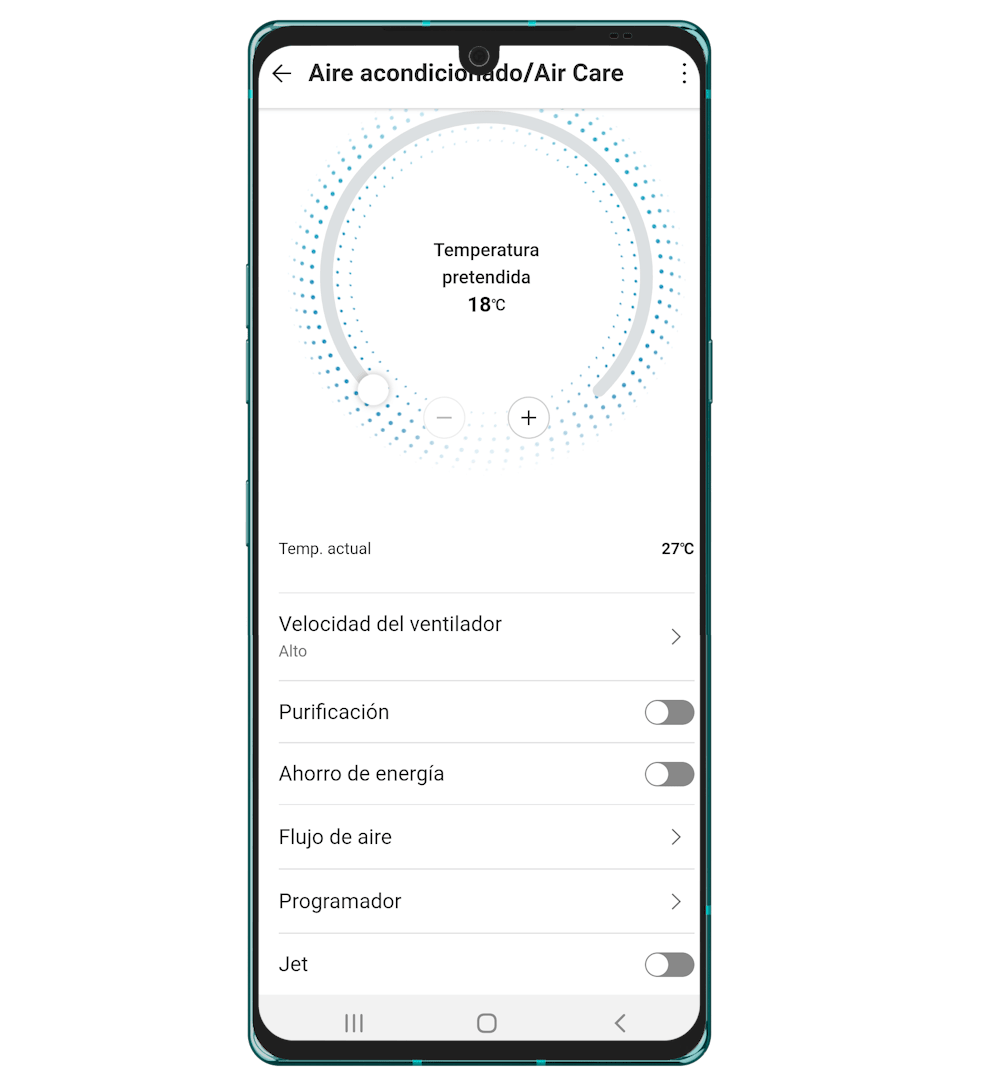 Aire acondicionado/Air Care
Temperatura
pretendida
18℃
Temp. actual
27℃
Velocidad del ventilador
Alto
Purificación
Ahorro de energía
Flujo de aire
Programador
Jet